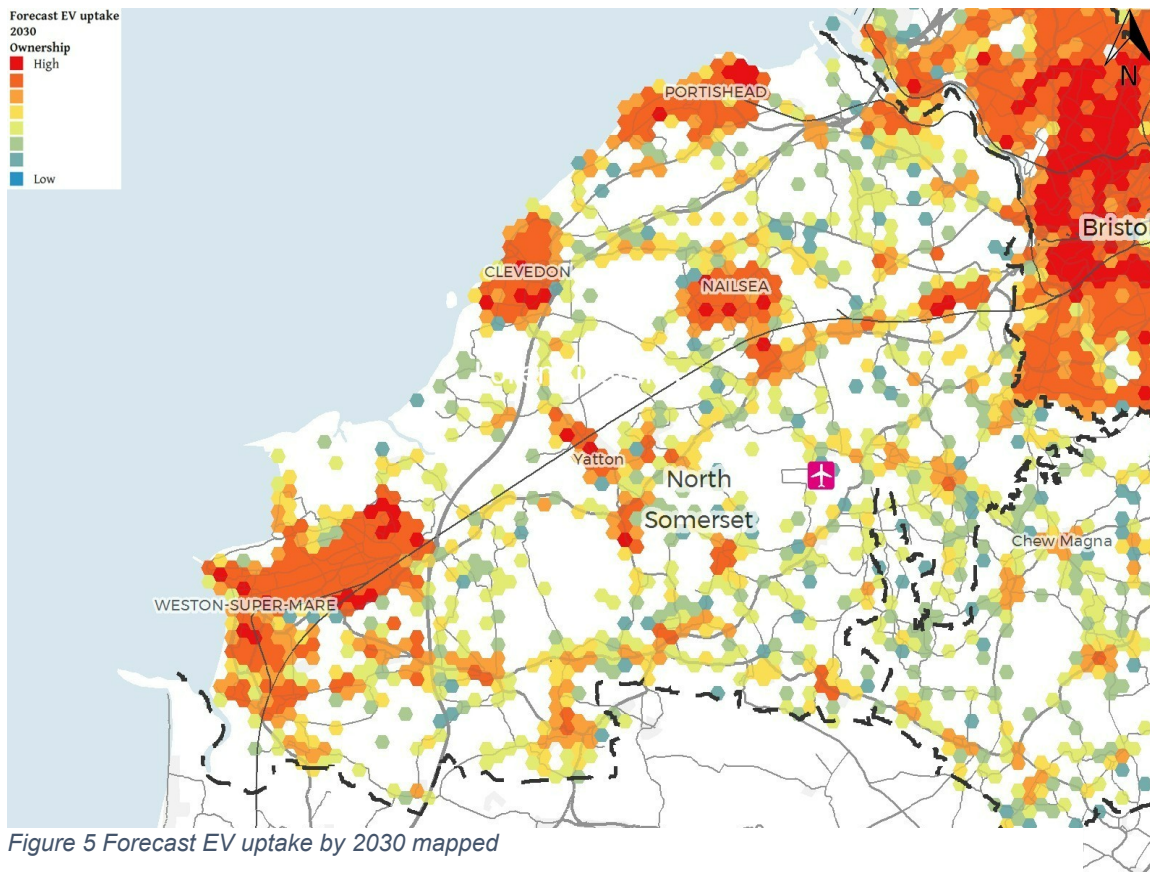 Forecast EV uptake
2030
Ownership
High
Low
N
PORTISHEAD
Bristol
CLEVEDON
NAILSEA
Yatton
North
Somerset
Chew Magna
WESTON-SUPER-MARE
Figure 5 Forecast EV uptake by 2030 mapped